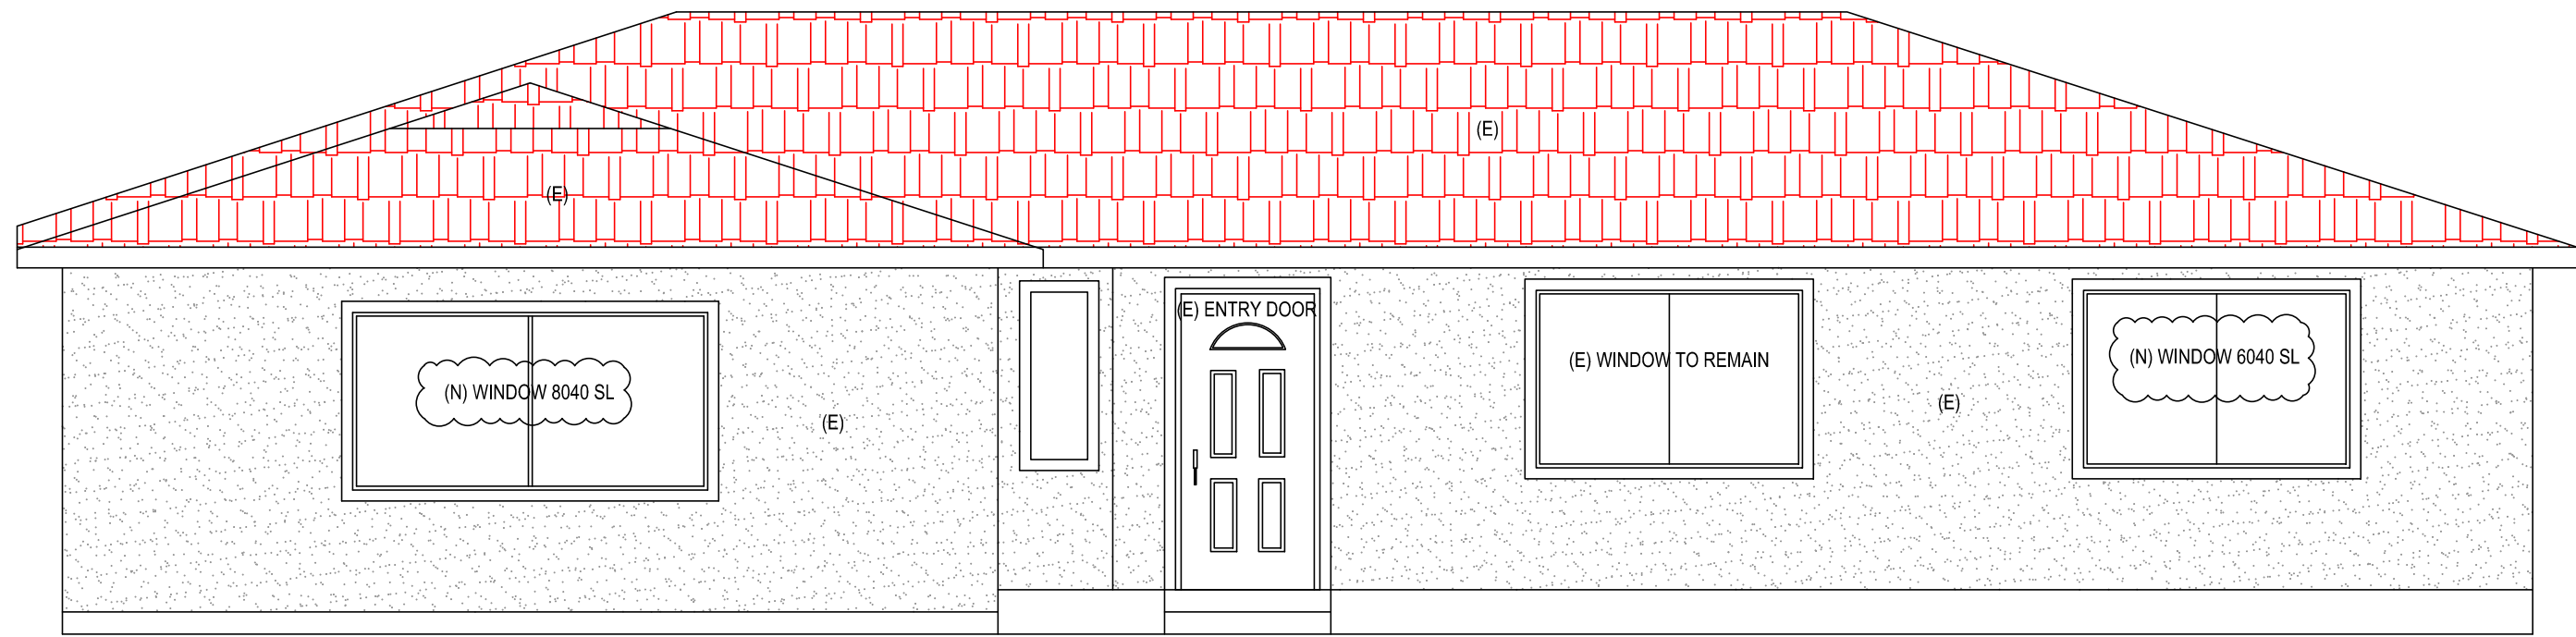 (E)
(E)
(E) ENTRY DOOR
(N) WINDOW 8040 SL
(E) WINDOW TO REMAIN
(N) WINDOW 6040 SL
(E)
(E)